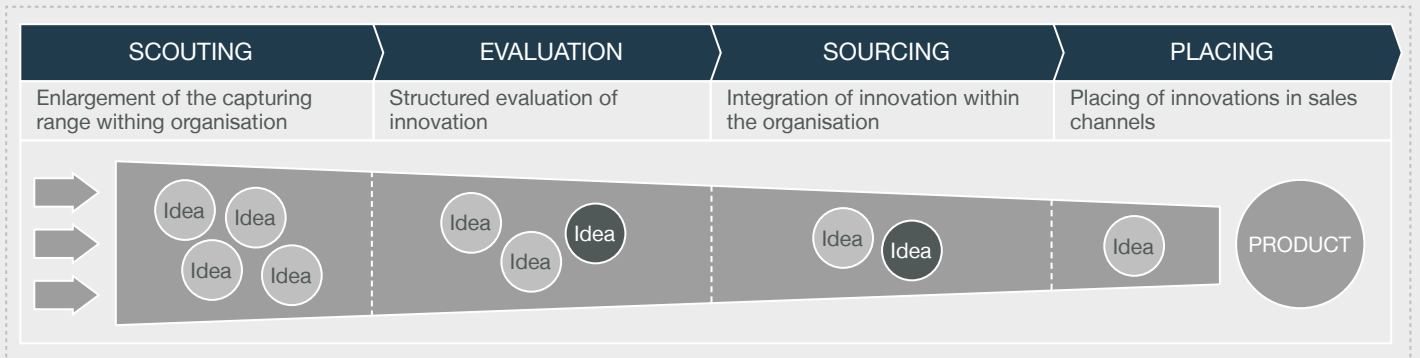 SCOUTING
EVALUATION
SOURCING
PLACING
Enlargement of the capturing
range withing organisation
Structured evaluation of
innovation
Integration of innovation within
the organisation
Placing of innovations in sales
channels
Idea
Idea
Idea
Idea
Idea
Idea
Idea
Idea
Idea
Idea
PRODUCT